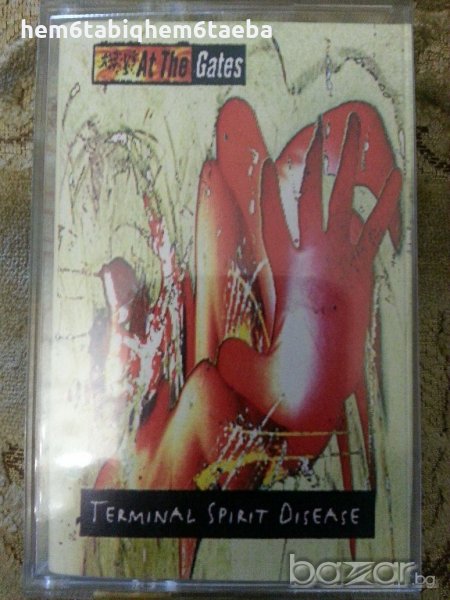 hem6tabiqhem6taeba
At The Gates
TERMINAL SPIRIT DISEASE
bazar.bg